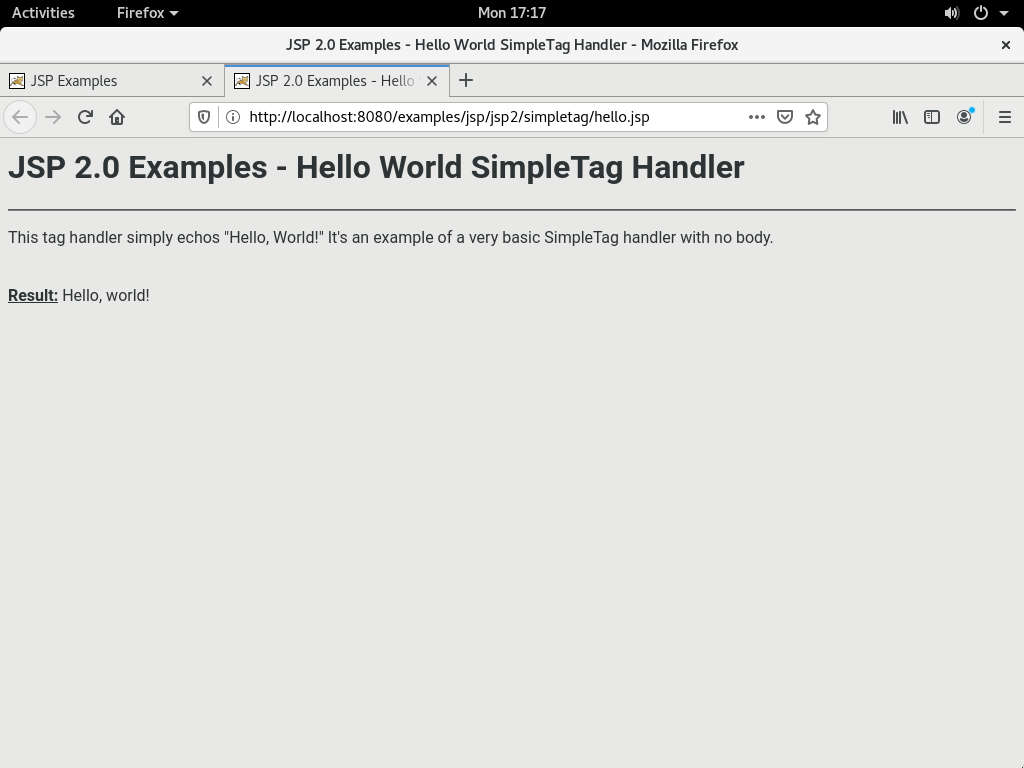 Activities Firefox Mon 17:17
JSP 2.0 Examples - Hello World SimpleTag Handler - Mozilla Firefox
JSP Examples JSP 2.0 Examples - Hello
http://localhost:8080/examples/jsp/jsp2/simpletag/hello.jsp
JSP 2.0 Examples - Hello World SimpleTag Handler
This tag handler simply echos "Hello, World!" It's an example of a very basic SimpleTag handler with no body.
Result: Hello, world!